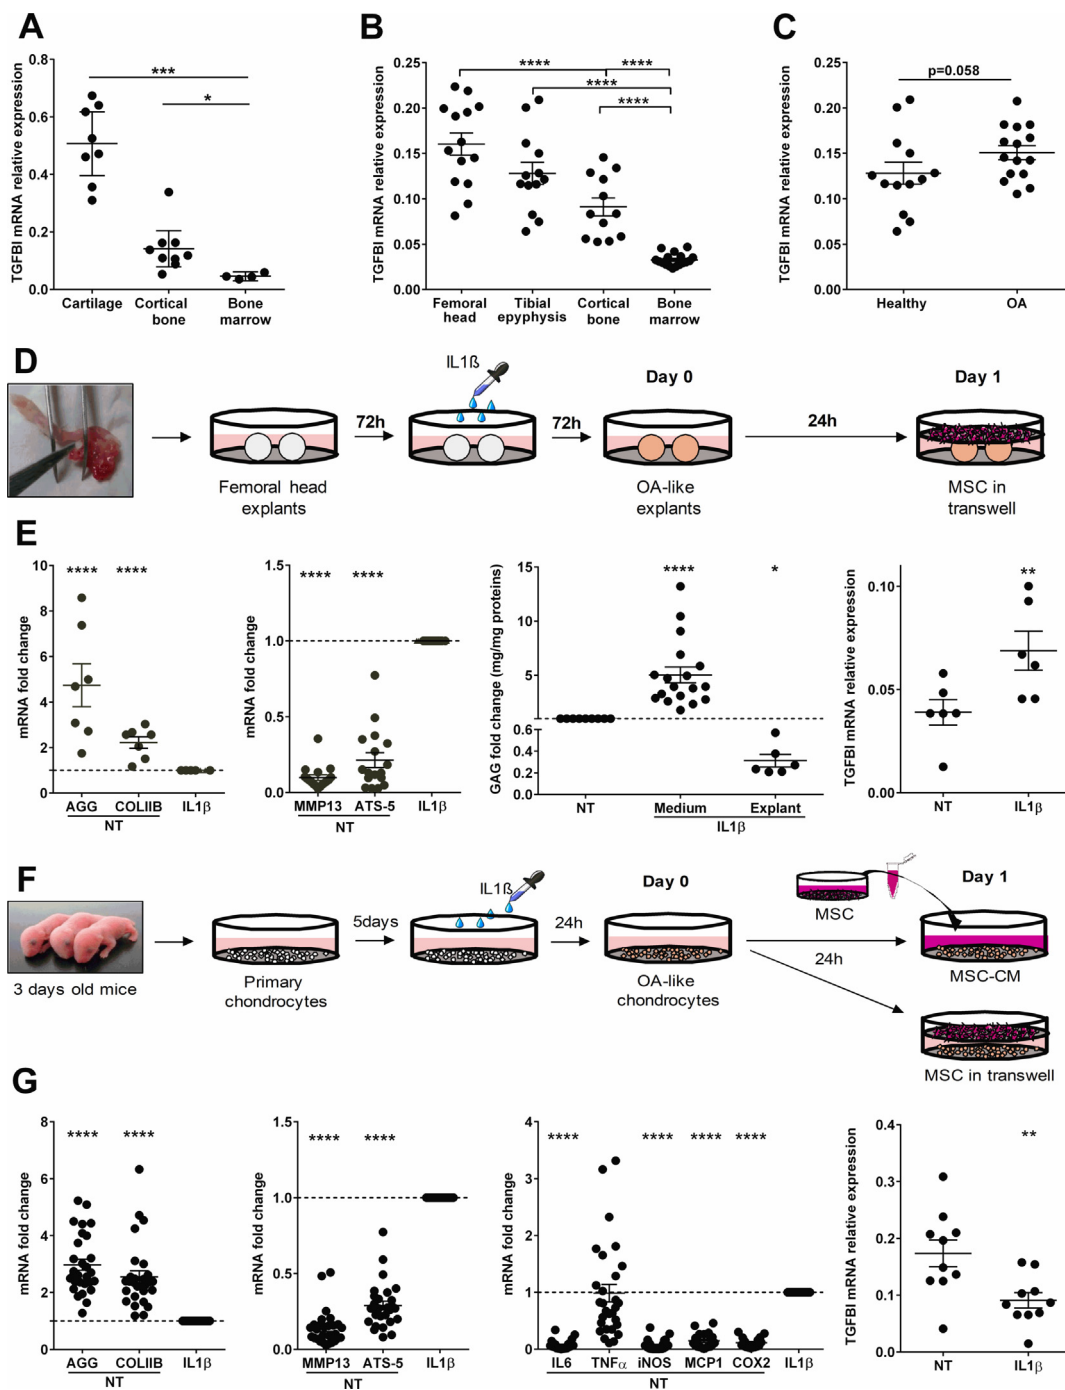 A
TGFBI mRNA relative expression
0.8
0.6
0.4
0.2
0.0
***
*
Cartilage
Cortical
bone
Bone
marrow
B
TGFBI mRNA relative expression
0.25
0.20
0.15
0.10
0.05
0.00
****
****
****
****
Femoral
head
Tibial
epyphysis
Cortical
bone
Bone
marrow
C
TGFBI mRNA relative expression
0.25
0.20
0.15
0.10
0.05
0.00
p=0.058
Healthy
OA
D
72h
IL1ß
72h
Day 0
24h
Day 1
Femoral head
explants
OA-like
explants
MSC in
transwell
E
mRNA fold change
10
8
6
4
2
0
****
****
AGG
COLIIB
IL1β
NT
mRNA fold change
1.5
1.0
0.5
0.0
****
****
MMP13
ATS-5
IL1β
NT
GAG fold change (mg/mg proteins)
15
10
5
0.6
0.4
0.2
0.0
****
*
NT
Medium
Explant
IL1β
TGFBI mRNA relative expression
0.10
0.05
0.00
**
NT
IL1β
F
3 days old mice
5days
IL1ß
24h
Day 0
MSC
Day 1
24h
Primary
chondrocytes
OA-like
chondrocytes
MSC-CM
MSC in transwell
G
mRNA fold change
8
6
4
2
0
****
****
AGG
COLIIB
IL1β
NT
mRNA fold change
1.5
1.0
0.5
0.0
****
****
MMP13
ATS-5
IL1β
NT
mRNA fold change
4
3
2
1
0
****
****
****
****
IL6
TNFα
iNOS
MCP1
COX2
IL1β
NT
TGFBI mRNA relative expression
0.4
0.3
0.2
0.1
0.0
**
NT
IL1β